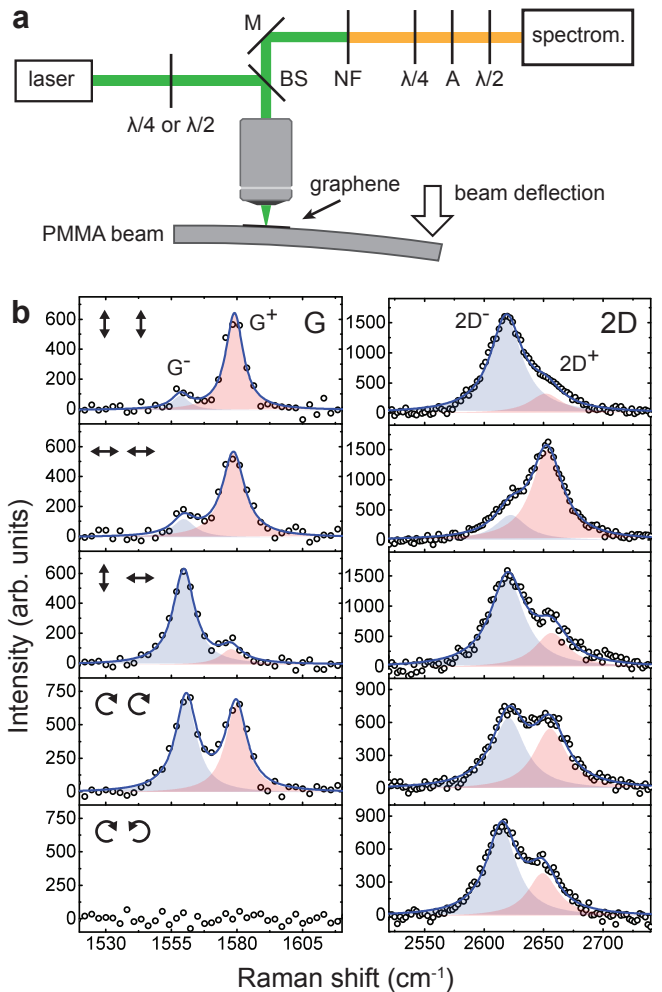 a
laser
λ/4 or λ/2
M
BS
NF
λ/4
A
λ/2
spectrom.
graphene
beam deflection
PMMA beam
b
G⁻
G⁺
G
600
400
200
0
2D⁻
2D⁺
2D
1500
1000
500
0
600
400
200
0
1500
1000
500
0
600
400
200
0
1500
1000
500
0
750
500
250
0
900
600
300
0
750
500
250
0
900
600
300
0
1530 1555 1580 1605
2550 2600 2650 2700
Intensity (arb. units)
Raman shift (cm⁻¹)